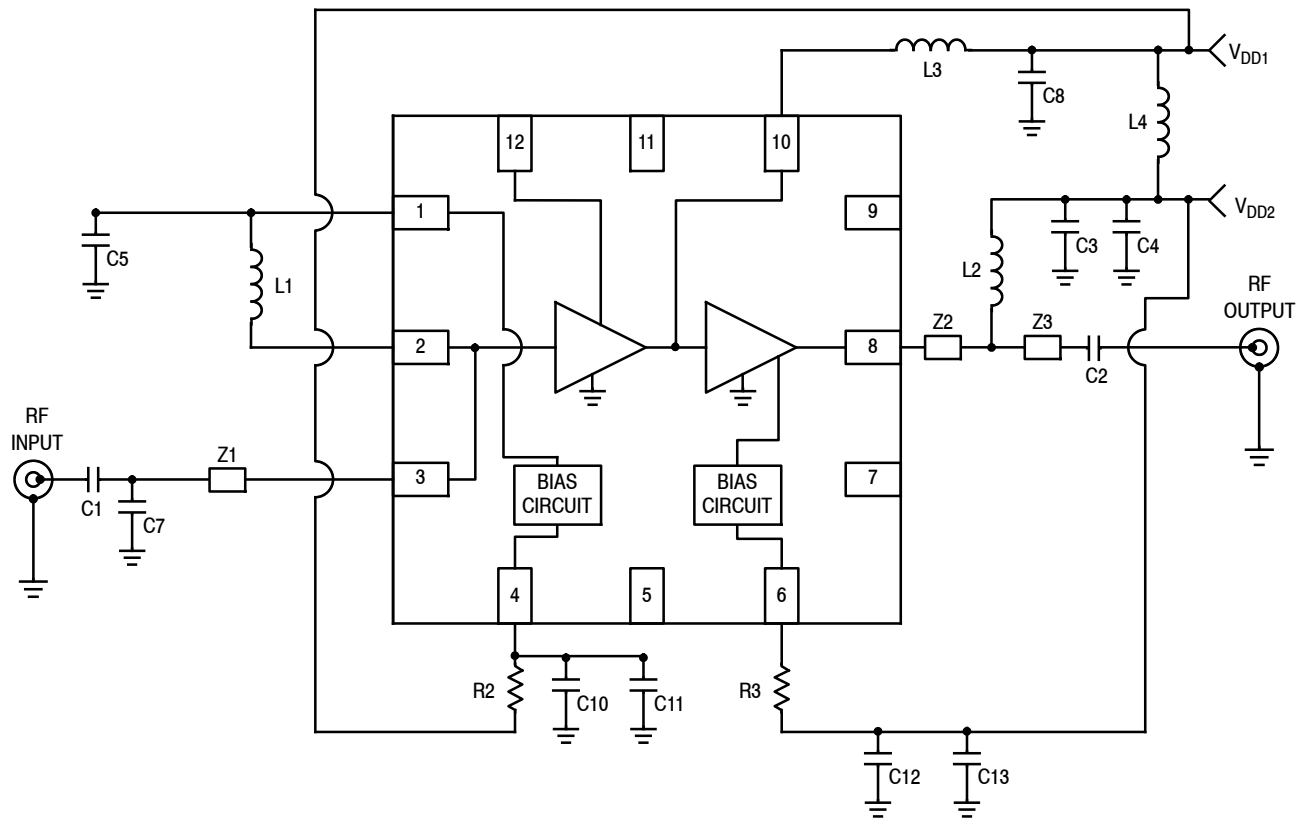 V_DD1
L3
C8
L4
12
11
10
1
9
V_DD2
C5
L1
C3
C4
L2
RF
OUTPUT
2
8
Z2
Z3
C2
RF
INPUT
Z1
3
7
C1
C7
BIAS
CIRCUIT
BIAS
CIRCUIT
4
5
6
R2
C10
C11
R3
C12
C13